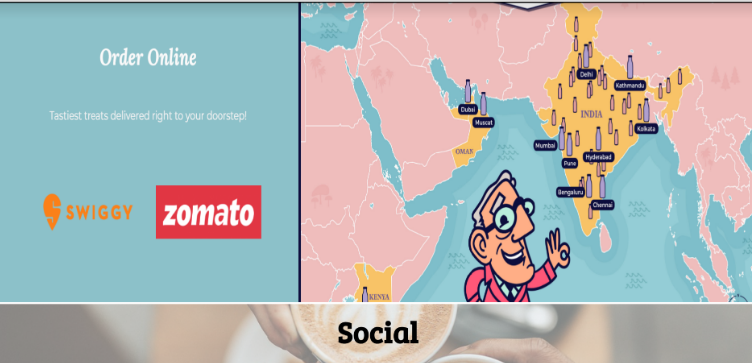 Order Online
Tastiest treats delivered right to your doorstep!
SWIGGY
zomato
Delhi
Kathmandu
Dubai
Muscat
INDIA
Kolkata
OMAN
Mumbai
Hyderabad
Pune
Bengaluru
Chennai
KENYA
Social